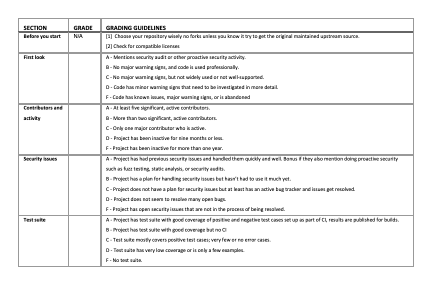 SECTION GRADE GRADING GUIDELINES
Before you start N/A [1] Choose your repository wisely no forks unless you know it try to get the original maintained upstream source.
[2] Check for compatible licenses
First look A - Mentions security audit or other proactive security activity.
B - No major warning signs, and code is used professionally.
C - No major warning signs, but not widely used or not well-supported.
D - Code has minor warning signs that need to be investigated in more detail.
F - Code has known issues, major warning signs, or is abandoned
Contributors and A - At least five significant, active contributors.
activity B - More than two significant, active contributors.
C - Only one major contributor who is active.
D - Project has been inactive for nine months or less.
F - Project has been inactive for more than one year.
Security issues A - Project has had previous security issues and handled them quickly and well. Bonus if they also mention doing proactive security
such as fuzz testing, static analysis, or security audits.
B - Project has a plan for handling security issues but hasn't had to use it much yet.
C - Project does not have a plan for security issues but at least has an active bug tracker and issues get resolved.
D - Project does not seem to resolve many open bugs.
F - Project has open security issues that are not in the process of being resolved.
Test suite A - Project has test suite with good coverage of positive and negative test cases set up as part of CI, results are published for builds.
B - Project has test suite with good coverage but no CI
C - Test suite mostly covers positive test cases; very few or no error cases.
D - Test suite has very low coverage or is only a few examples.
F - No test suite.